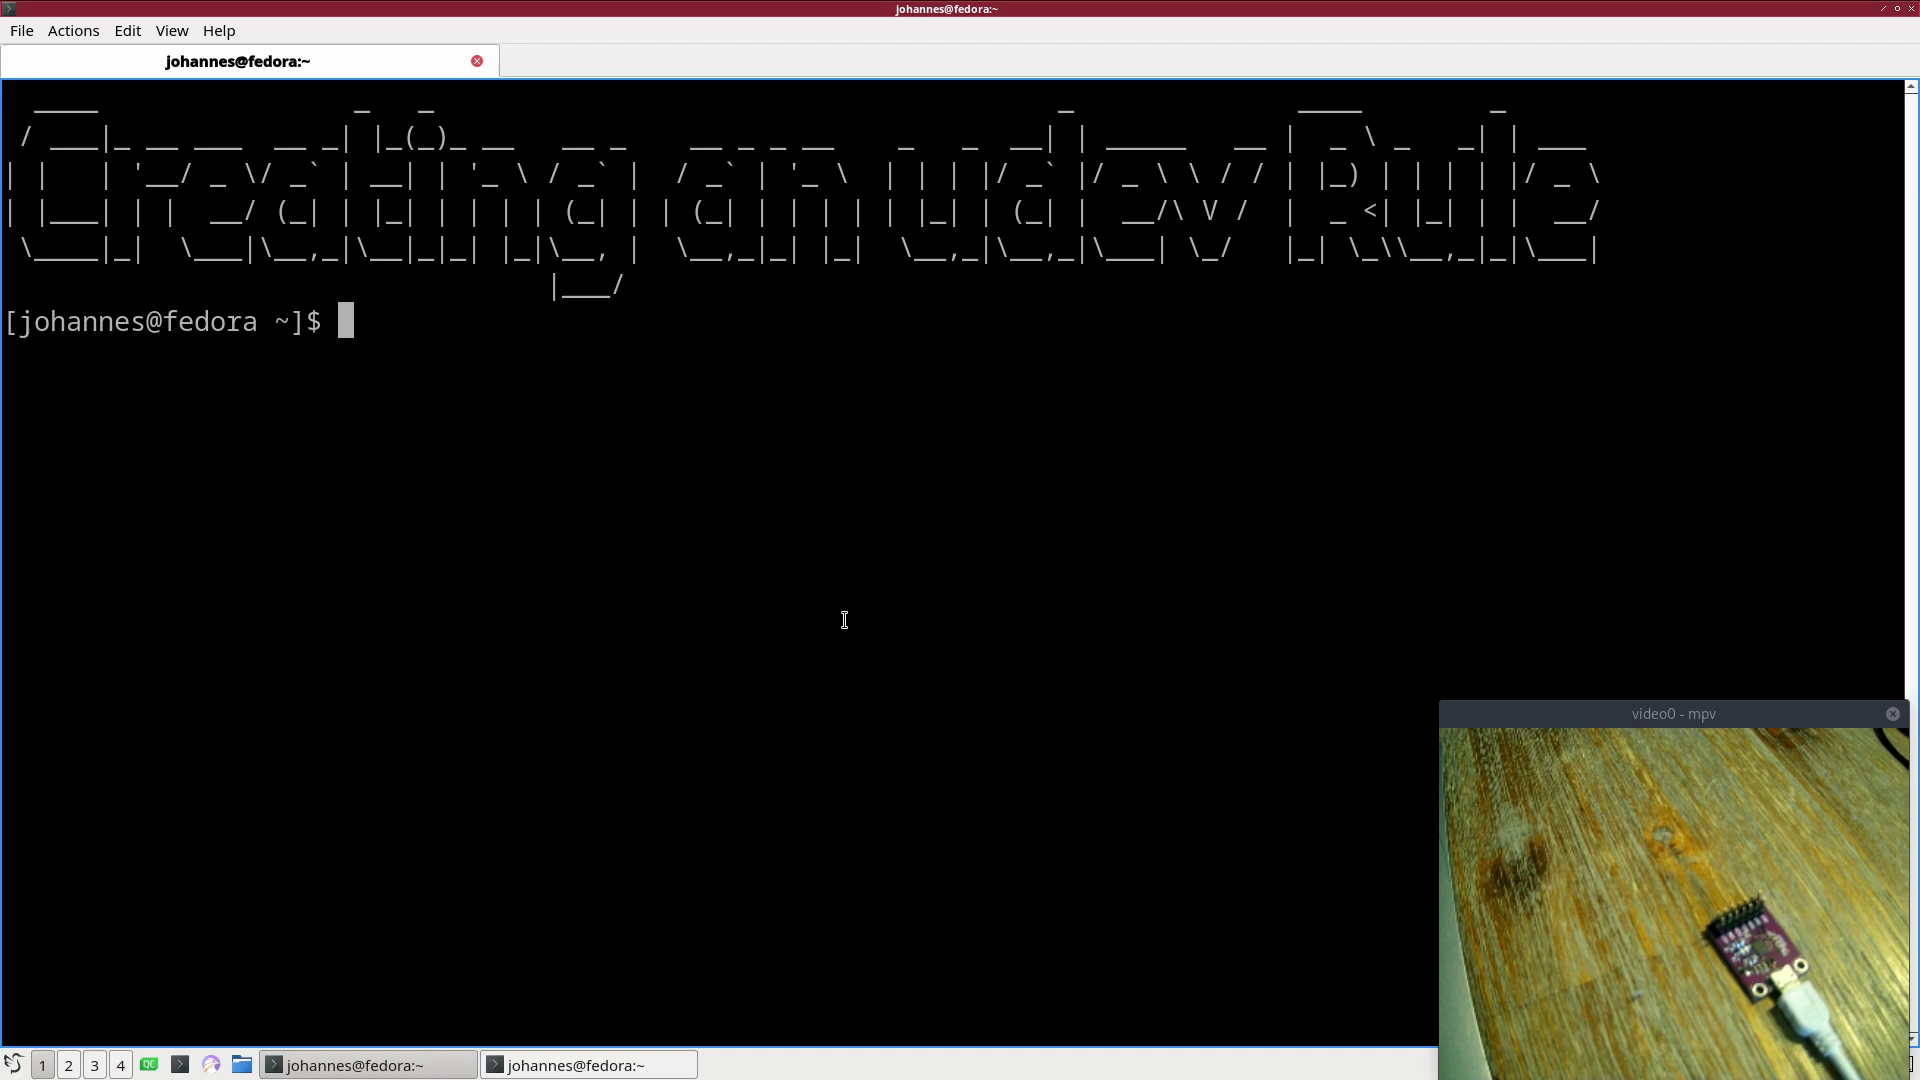 johannes@fedora:~
File Actions Edit View Help
johannes@fedora:~
Creating an udev Rule
[johannes@fedora ~]$
video0 - mpv
1 2 3 4 johannes@fedora:~ johannes@fedora:~